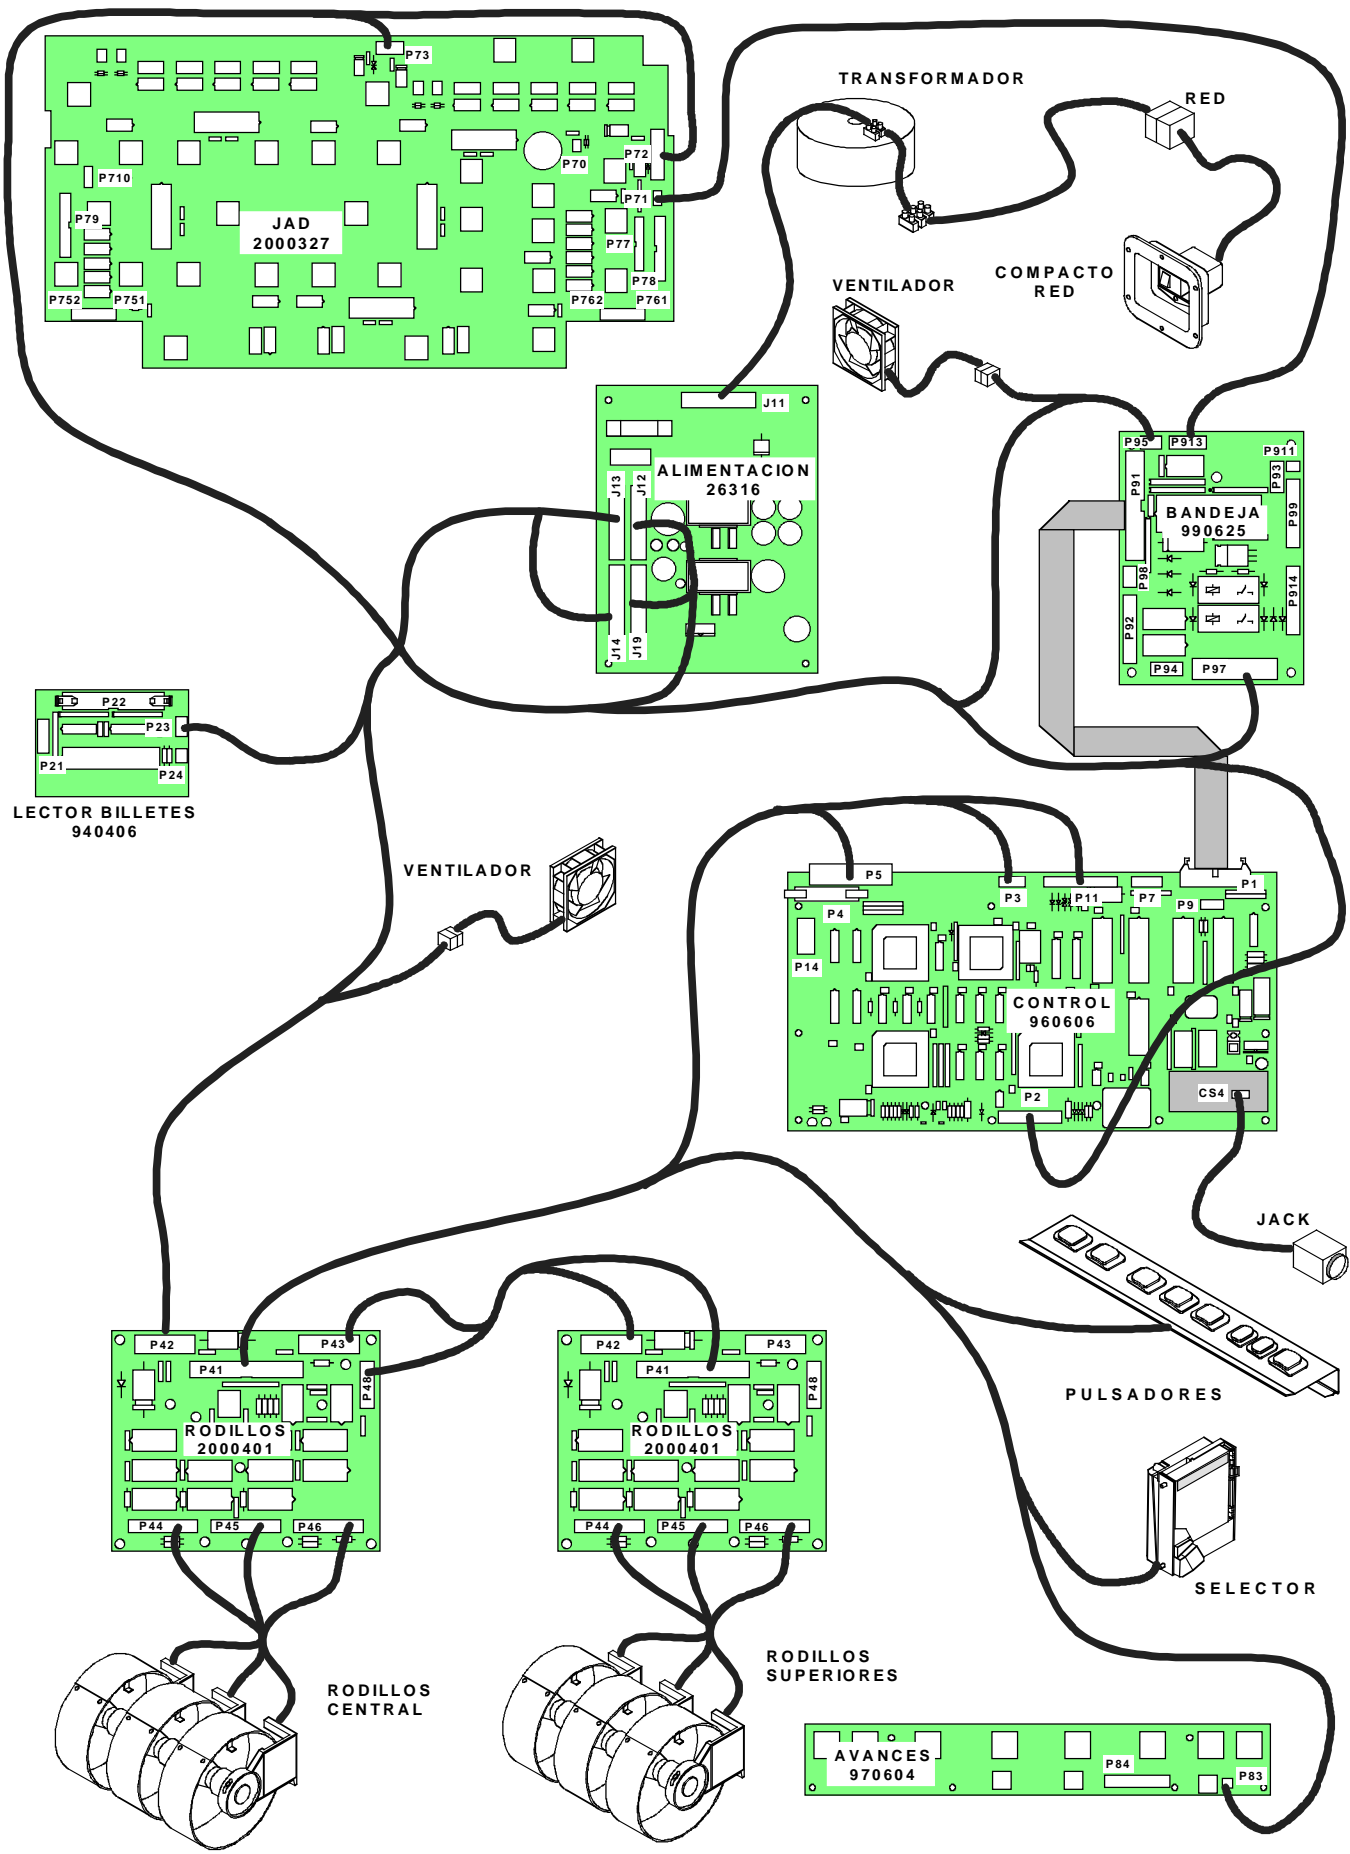 P73
TRANSFORMADOR
RED
P70
P72
P710
P71
P79
JAD
2000327
P77
P78
P752
P751
P762
P761
VENTILADOR
COMPACTO
RED
J11
ALIMENTACION
26316
J13
J12
J14
J19
P95
P913
P911
P91
P93
P99
BANDEJA
990625
P98
P914
P92
P94
P97
P22
P23
P21
P24
LECTOR BILLETES
940406
VENTILADOR
P5
P3
P11
P7
P9
P1
P4
P14
CONTROL
960606
P2
CS4
JACK
PULSADORES
P42
P43
P41
P48
RODILLOS
2000401
P44
P45
P46
P42
P43
P41
P48
RODILLOS
2000401
P44
P45
P46
SELECTOR
RODILLOS
CENTRAL
RODILLOS
SUPERIORES
AVANCES
970604
P84
P83